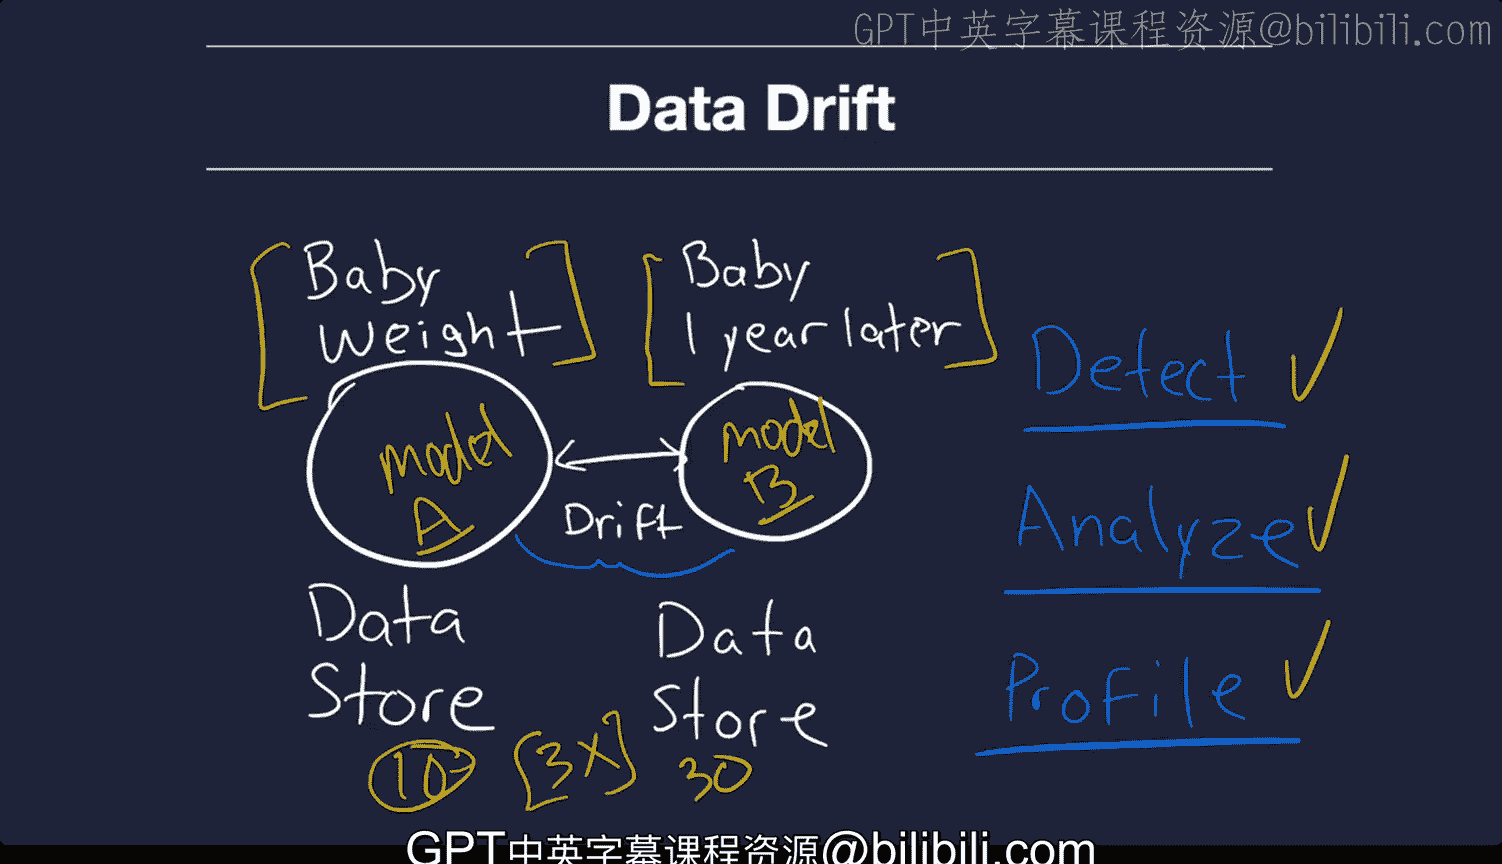 GPT中英字幕课程资源@bilibili.com
Data Drift
Baby
weight
Baby
1 year later
model
A
model
B
Drift
Data
Store
Data
Store
10
[3X]
30
Detect ✓
Analyze ✓
Profile ✓
GPT中英字幕课程资源@bilibili.com